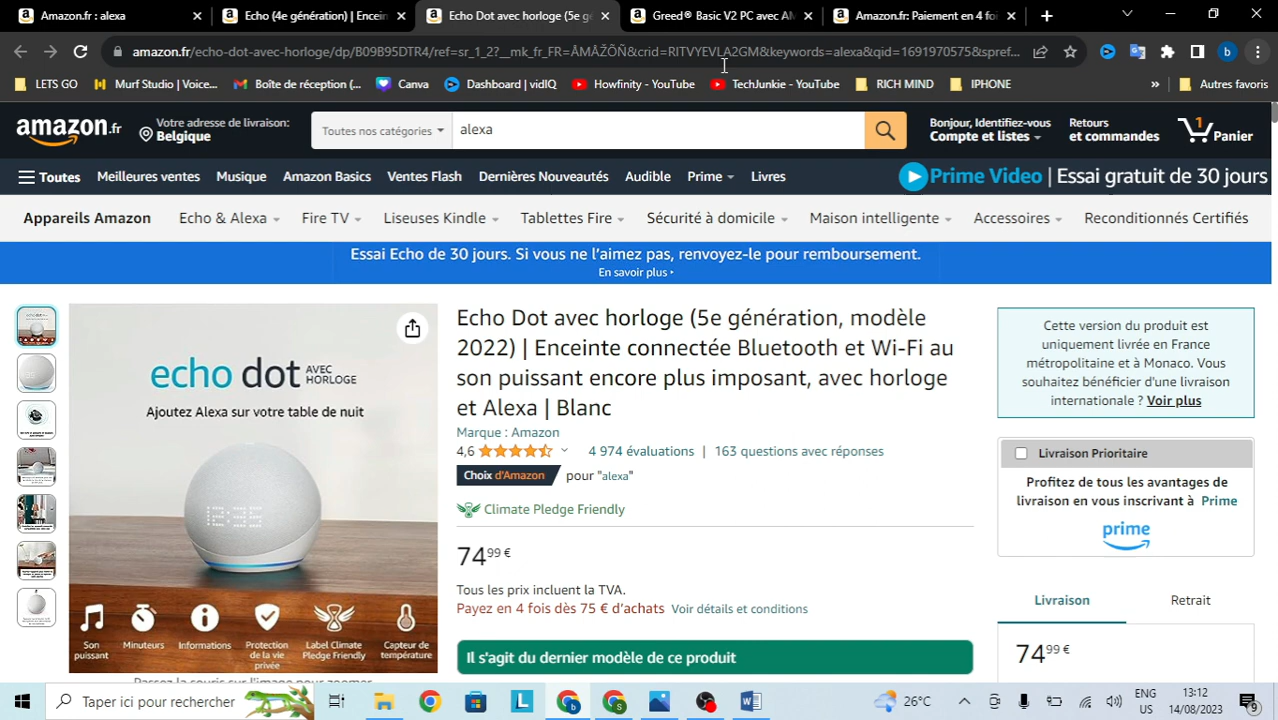 Amazon.fr : alexa
Echo (4e génération) | Encein
Echo Dot avec horloge (5e gé
Greed® Basic V2 PC avec AM
Amazon.fr: Paiement en 4 foi
amazon.fr/echo-dot-avec-horloge/dp/B09B95DTR4/ref=sr_1_2?__mk_fr_FR=ÅMÅŽÕÑ&crid=RITVYEVLA2GM&keywords=alexa&qid=1691970575&spref...
LETS GO
Murf Studio | Voice...
Boîte de réception (...
Canva
Dashboard | vidIQ
Howfinity - YouTube
TechJunkie - YouTube
RICH MIND
IPHONE
»
Autres favoris
amazon.fr
Votre adresse de livraison:
Belgique
Toutes nos catégories
alexa
Bonjour, Identifiez-vous
Compte et listes
Retours
et commandes
1
Panier
Toutes
Meilleures ventes
Musique
Amazon Basics
Ventes Flash
Dernières Nouveautés
Audible
Prime
Livres
Prime Video | Essai gratuit de 30 jours
Appareils Amazon
Echo & Alexa
Fire TV
Liseuses Kindle
Tablettes Fire
Sécurité à domicile
Maison intelligente
Accessoires
Reconditionnés Certifiés
Essai Echo de 30 jours. Si vous ne l'aimez pas, renvoyez-le pour remboursement.
En savoir plus ›
echo dot AVEC HORLOGE
Ajoutez Alexa sur votre table de nuit
Son puissant
Minuteurs
Informations
Protection de la vie privée
Label Climate Pledge Friendly
Capteur de température
Passez la souris sur l'image pour zoomer
Echo Dot avec horloge (5e génération, modèle
2022) | Enceinte connectée Bluetooth et Wi-Fi au
son puissant encore plus imposant, avec horloge
et Alexa | Blanc
Marque : Amazon
4,6
4 974 évaluations | 163 questions avec réponses
Choix d'Amazon pour "alexa"
Climate Pledge Friendly
74,99 €
Tous les prix incluent la TVA.
Payez en 4 fois dès 75 € d'achats Voir détails et conditions
Il s'agit du dernier modèle de ce produit
Cette version du produit est
uniquement livrée en France
métropolitaine et à Monaco. Vous
souhaitez bénéficier d'une livraison
internationale ? Voir plus
Livraison Prioritaire
Profitez de tous les avantages de
livraison en vous inscrivant à Prime
prime
Livraison
Retrait
74,99 €
Taper ici pour rechercher
26°C
ENG
US
13:12
14/08/2023
9